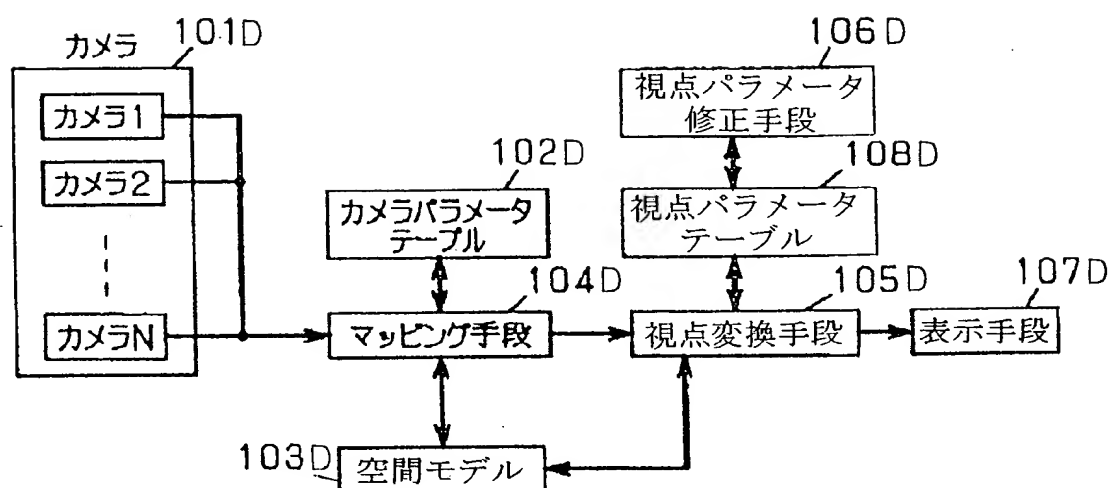 カメラ
101D
カメラ1
カメラ2
カメラN
102D
カメラパラメータ
テーブル
104D
マッピング手段
103D
空間モデル
106D
視点パラメータ
修正手段
108D
視点パラメータ
テーブル
105D
視点変換手段
107D
表示手段